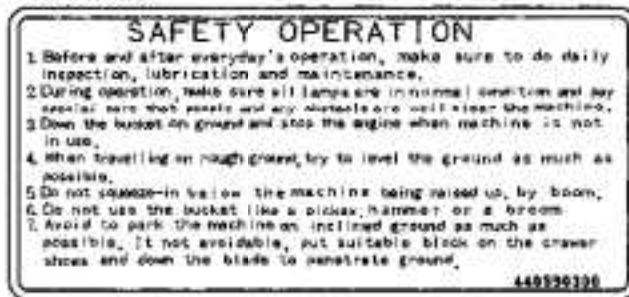 SAFETY OPERATION
1. Before and after everyday's operation, make sure to do daily
inspection, lubrication and maintenance.
2. During operation, make sure all lamps are in normal condition and pay
special care that people and any obstacle are well clear the machine.
3. Down the bucket on ground and stop the engine when machine is not
in use.
4. When travelling on rough ground, try to level the ground as much as
possible.
5. Do not squeeze-in below the machine being raised up, by boom.
6. Do not use the bucket like a pickax, hammer or a broom
7. Avoid to park the machine on inclined ground as much as
possible. It not avoidable, put suitable block on the crawer
shoes and down the blade to penetrate ground.